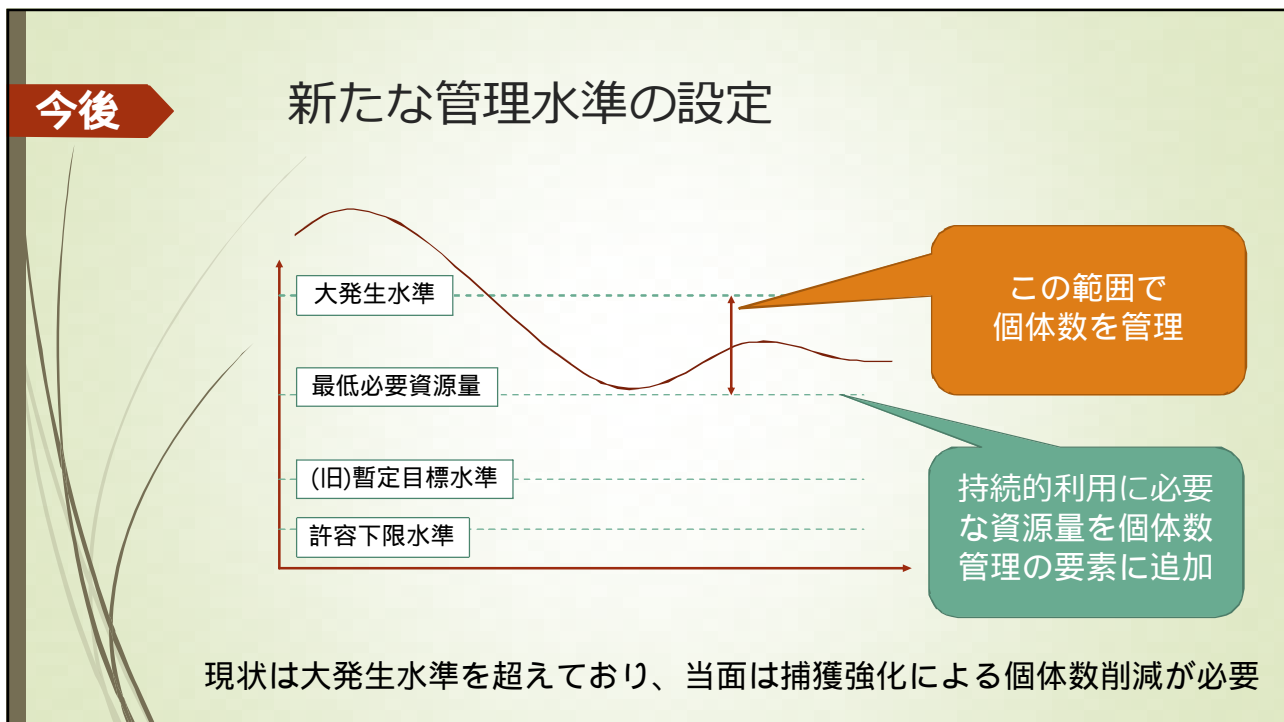 今後
新たな管理水準の設定
大発生水準
最低必要資源量
(旧)暫定目標水準
許容下限水準
この範囲で
個体数を管理
持続的利用に必要
な資源量を個体数
管理の要素に追加
現状は大発生水準を超えており、当面は捕獲強化による個体数削減が必要